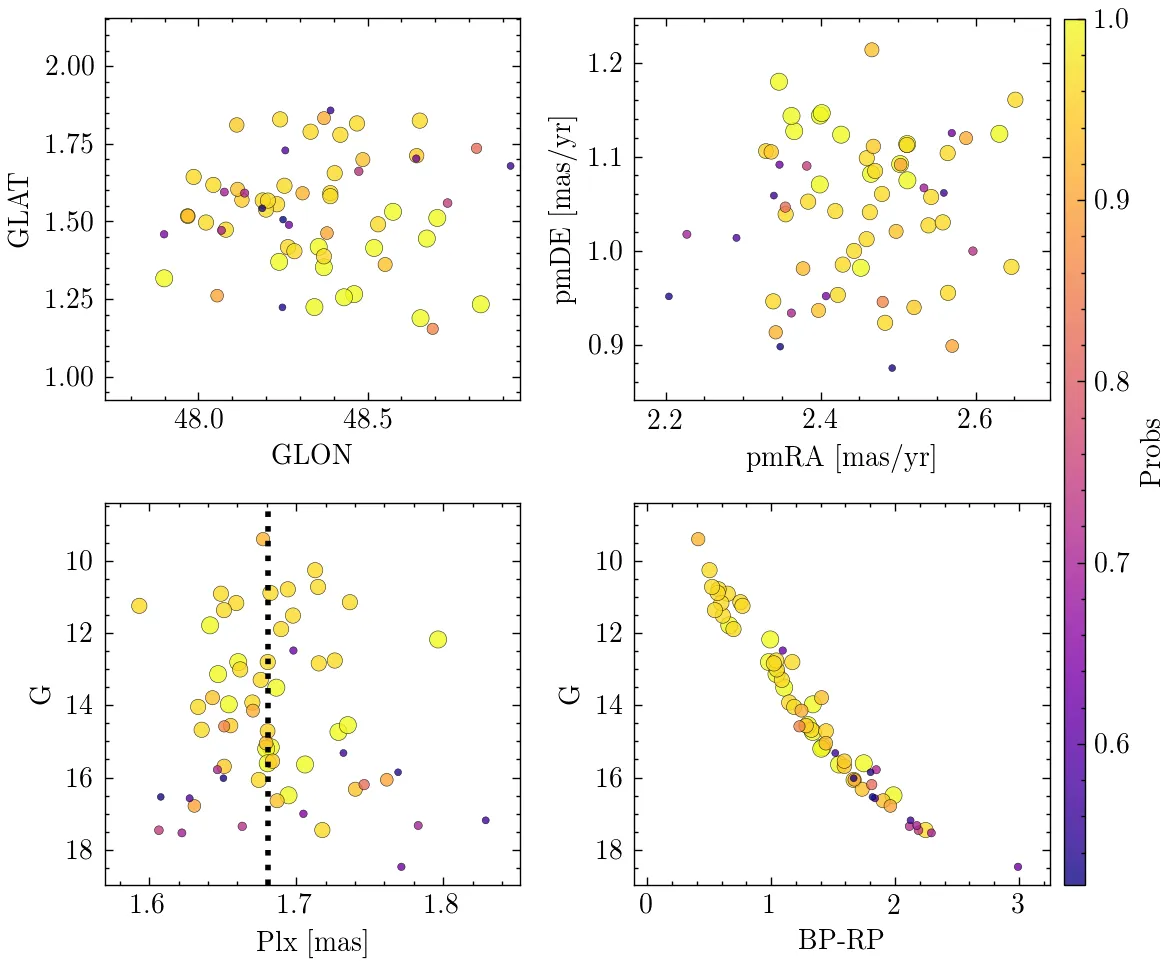 2.00
1.75
1.50
1.25
1.00
GLAT
48.0 48.5
GLON
1.2
1.1
1.0
0.9
pmDE [mas/yr]
2.2 2.4 2.6
pmRA [mas/yr]
10
12
14
16
18
G
1.6 1.7 1.8
Plx [mas]
10
12
14
16
18
G
0 1 2 3
BP-RP
1.0
0.9
0.8
0.7
0.6
Probs